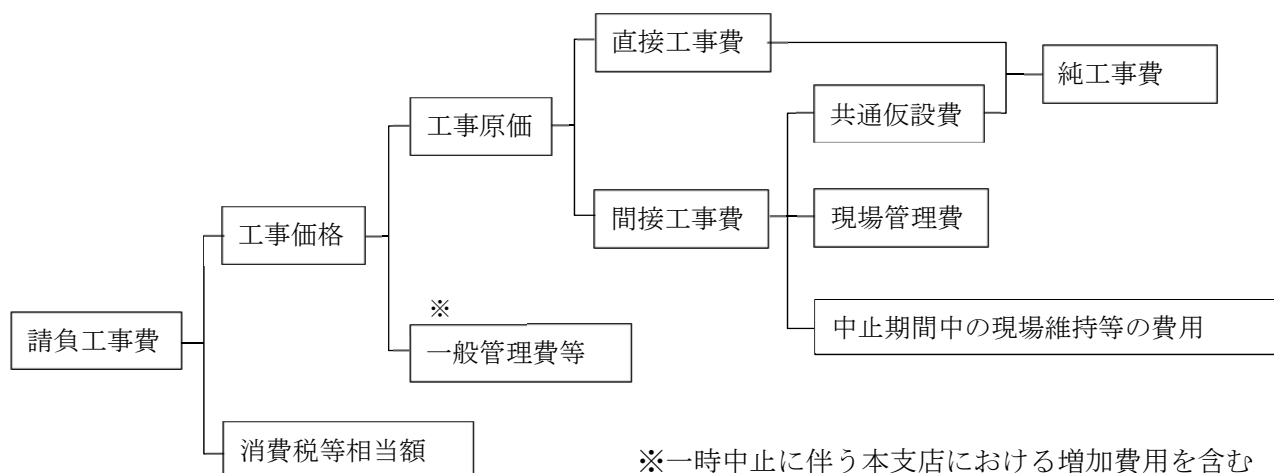 直接工事費
純工事費
共通仮設費
工事原価
間接工事費
現場管理費
工事価格
※
中止期間中の現場維持等の費用
請負工事費
一般管理費等
消費税等相当額
※一時中止に伴う本支店における増加費用を含む